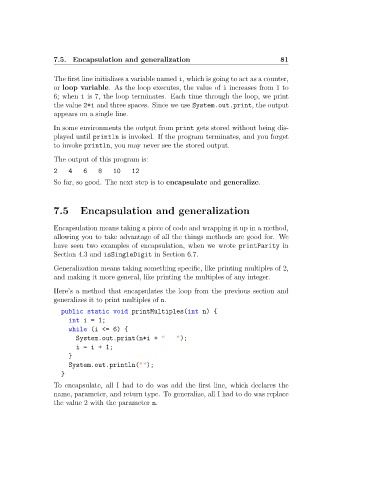 7.5. Encapsulation and generalization 81
The first line initializes a variable named i, which is going to act as a counter,
or loop variable. As the loop executes, the value of i increases from 1 to
6; when i is 7, the loop terminates. Each time through the loop, we print
the value 2*i and three spaces. Since we use System.out.print, the output
appears on a single line.
In some environments the output from print gets stored without being dis-
played until println is invoked. If the program terminates, and you forget
to invoke println, you may never see the stored output.
The output of this program is:
2 4 6 8 10 12
So far, so good. The next step is to encapsulate and generalize.
7.5 Encapsulation and generalization
Encapsulation means taking a piece of code and wrapping it up in a method,
allowing you to take advantage of all the things methods are good for. We
have seen two examples of encapsulation, when we wrote printParity in
Section 4.3 and isSingleDigit in Section 6.7.
Generalization means taking something specific, like printing multiples of 2,
and making it more general, like printing the multiples of any integer.
Here's a method that encapsulates the loop from the previous section and
generalizes it to print multiples of n.
public static void printMultiples(int n) {
int i = 1;
while (i <= 6) {
System.out.print(n*i + "   ");
i = i + 1;
}
System.out.println("");
}
To encapsulate, all I had to do was add the first line, which declares the
name, parameter, and return type. To generalize, all I had to do was replace
the value 2 with the parameter n.